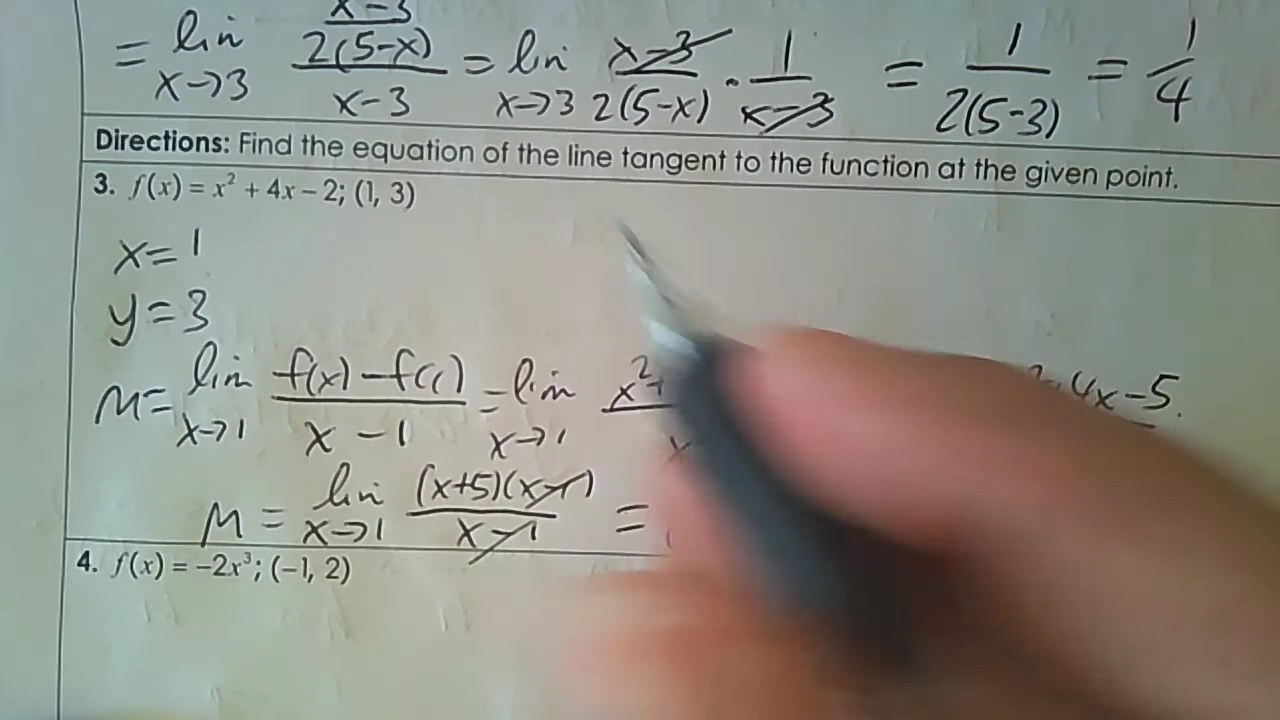 = lim x→3 (x-3)/(2(5-x)) / (x-3) = lim x→3 (x-3)/(2(5-x)) · 1/(x-3) = 1/(2(5-3)) = 1/4
Directions: Find the equation of the line tangent to the function at the given point.
3. f(x) = x² + 4x – 2; (1, 3)
x = 1
y = 3
M = lim x→1 (f(x) - f(1))/(x - 1) = lim x→1 x²+ 4x-5
M = lim x→1 (x+5)(x-1)/(x-1) =
4. f(x) = –2x³; (–1, 2)